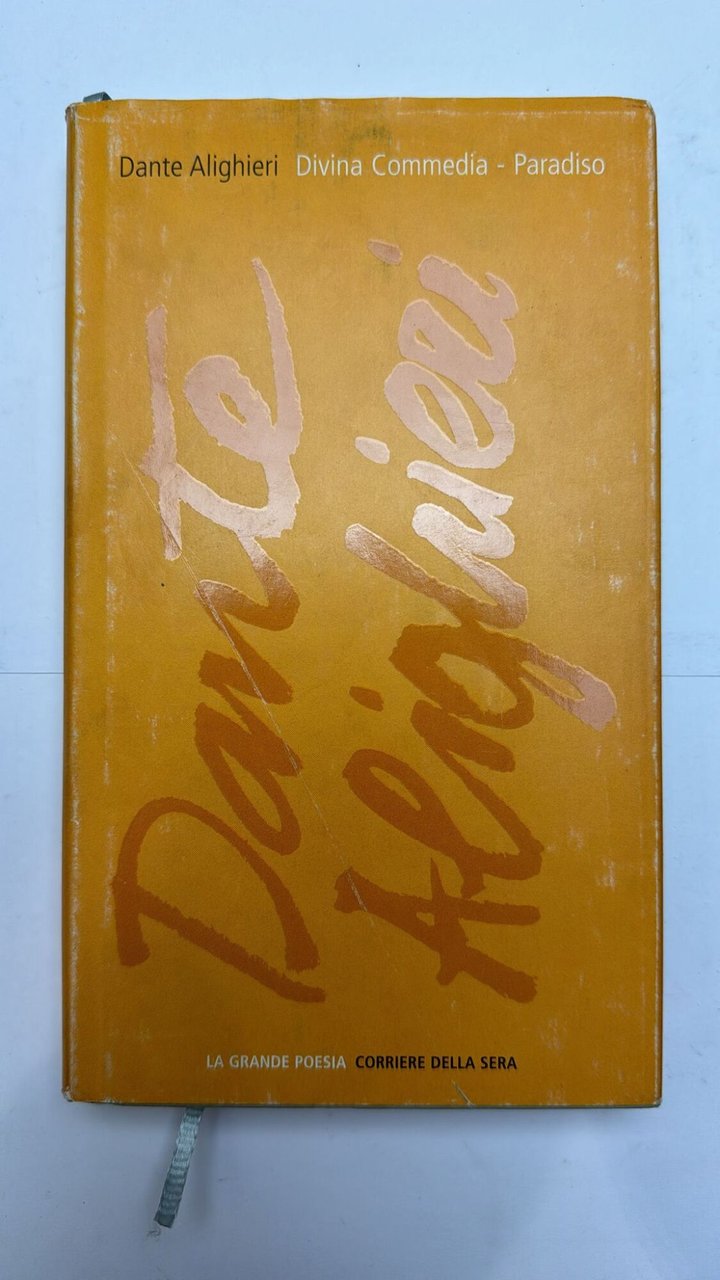 Dante Alighieri Divina Commedia - Paradiso
Dante
Alighieri
LA GRANDE POESIA CORRIERE DELLA SERA